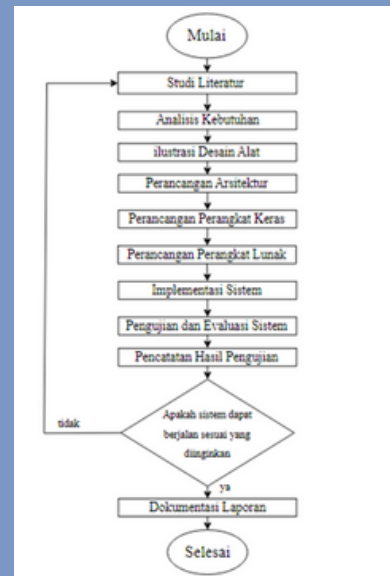 Mulai
Studi Literatur
Analisis Kebutuhan
ilustrasi Desain Alat
Perancangan Arsitektur
Perancangan Perangkat Keras
Perancangan Perangkat Lunak
Implementasi Sistem
Pengujian dan Evaluasi Sistem
Pencatatan Hasil Pengujian
Apakah sistem dapat
berjalan sesuai yang
diinginkan
tidak
ya
Dokumentasi Laporan
Selesai